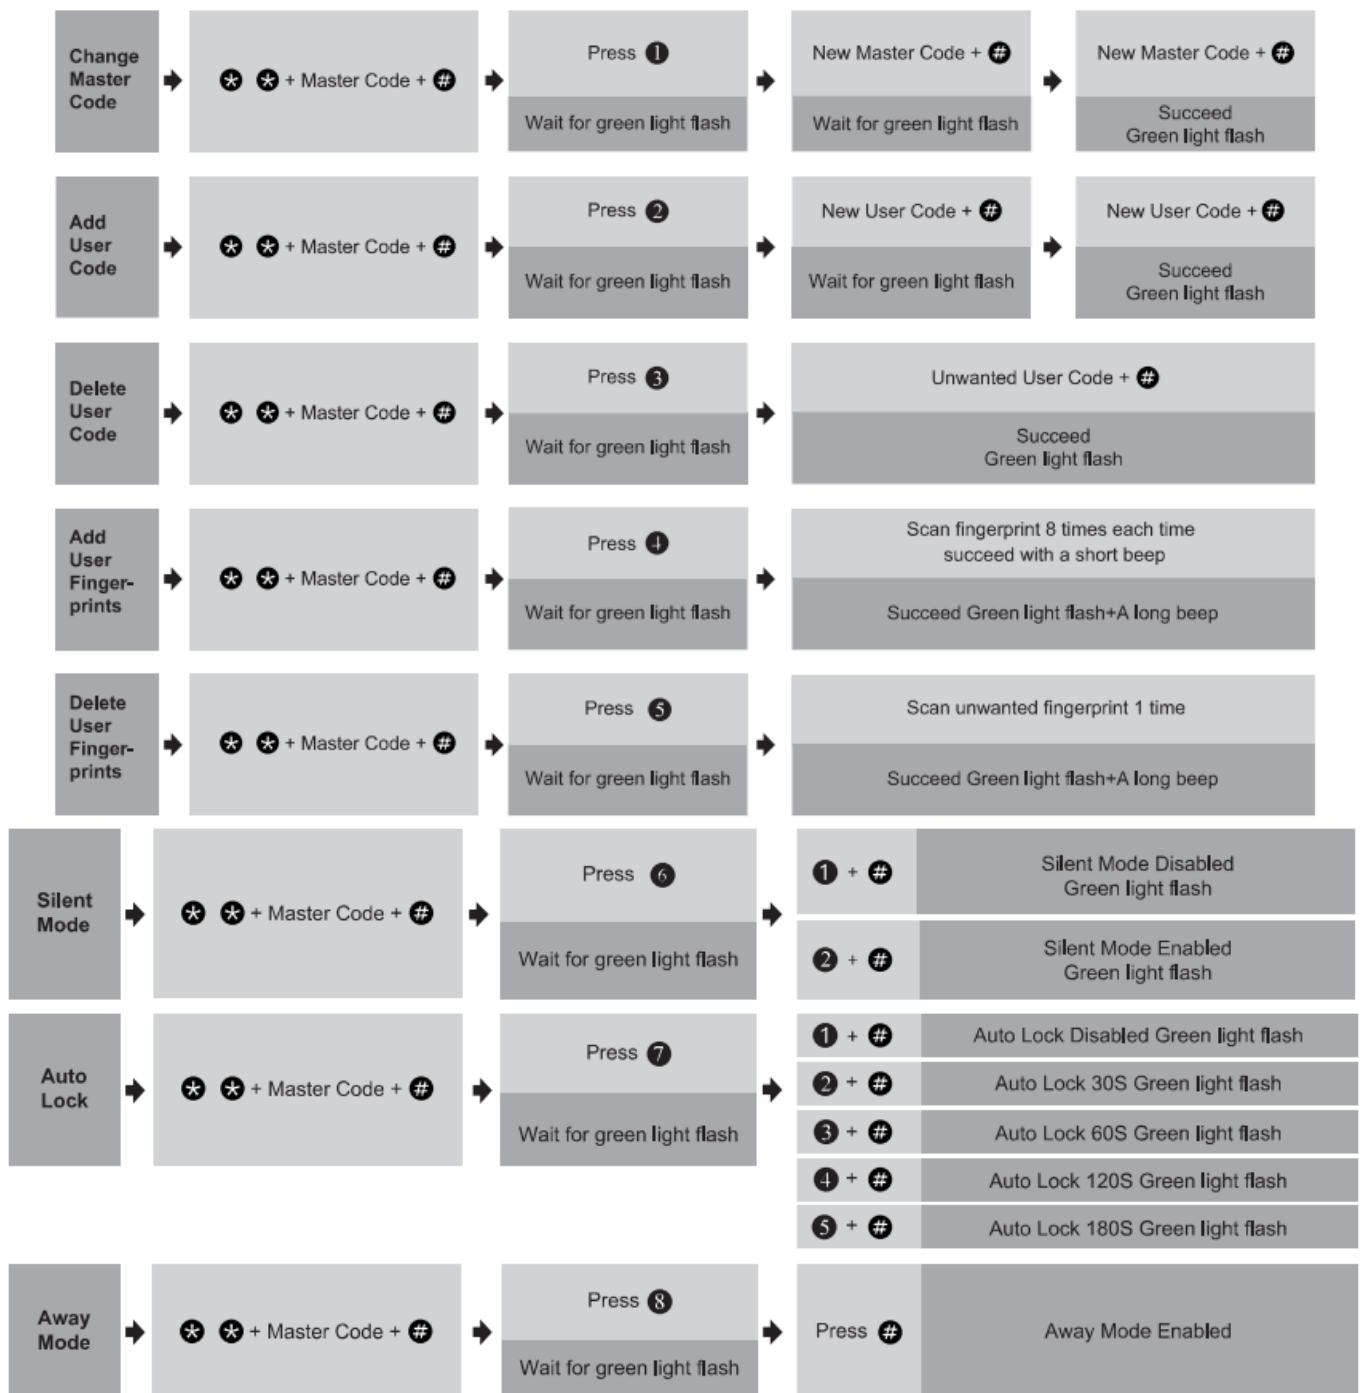 Change
Master
Code
* * + Master Code + #
Press 1
Wait for green light flash
New Master Code + #
Wait for green light flash
New Master Code + #
Succeed
Green light flash
Add
User
Code
* * + Master Code + #
Press 2
Wait for green light flash
New User Code + #
Wait for green light flash
New User Code + #
Succeed
Green light flash
Delete
User
Code
* * + Master Code + #
Press 3
Wait for green light flash
Unwanted User Code + #
Succeed
Green light flash
Add
User
Finger-
prints
* * + Master Code + #
Press 4
Wait for green light flash
Scan fingerprint 8 times each time
succeed with a short beep
Succeed Green light flash+A long beep
Delete
User
Finger-
prints
* * + Master Code + #
Press 5
Wait for green light flash
Scan unwanted fingerprint 1 time
Succeed Green light flash+A long beep
Silent
Mode
* * + Master Code + #
Press 6
Wait for green light flash
1 + #
Silent Mode Disabled
Green light flash
2 + #
Silent Mode Enabled
Green light flash
Auto
Lock
* * + Master Code + #
Press 7
Wait for green light flash
1 + # Auto Lock Disabled Green light flash
2 + # Auto Lock 30S Green light flash
3 + # Auto Lock 60S Green light flash
4 + # Auto Lock 120S Green light flash
5 + # Auto Lock 180S Green light flash
Away
Mode
* * + Master Code + #
Press 8
Wait for green light flash
Press #
Away Mode Enabled